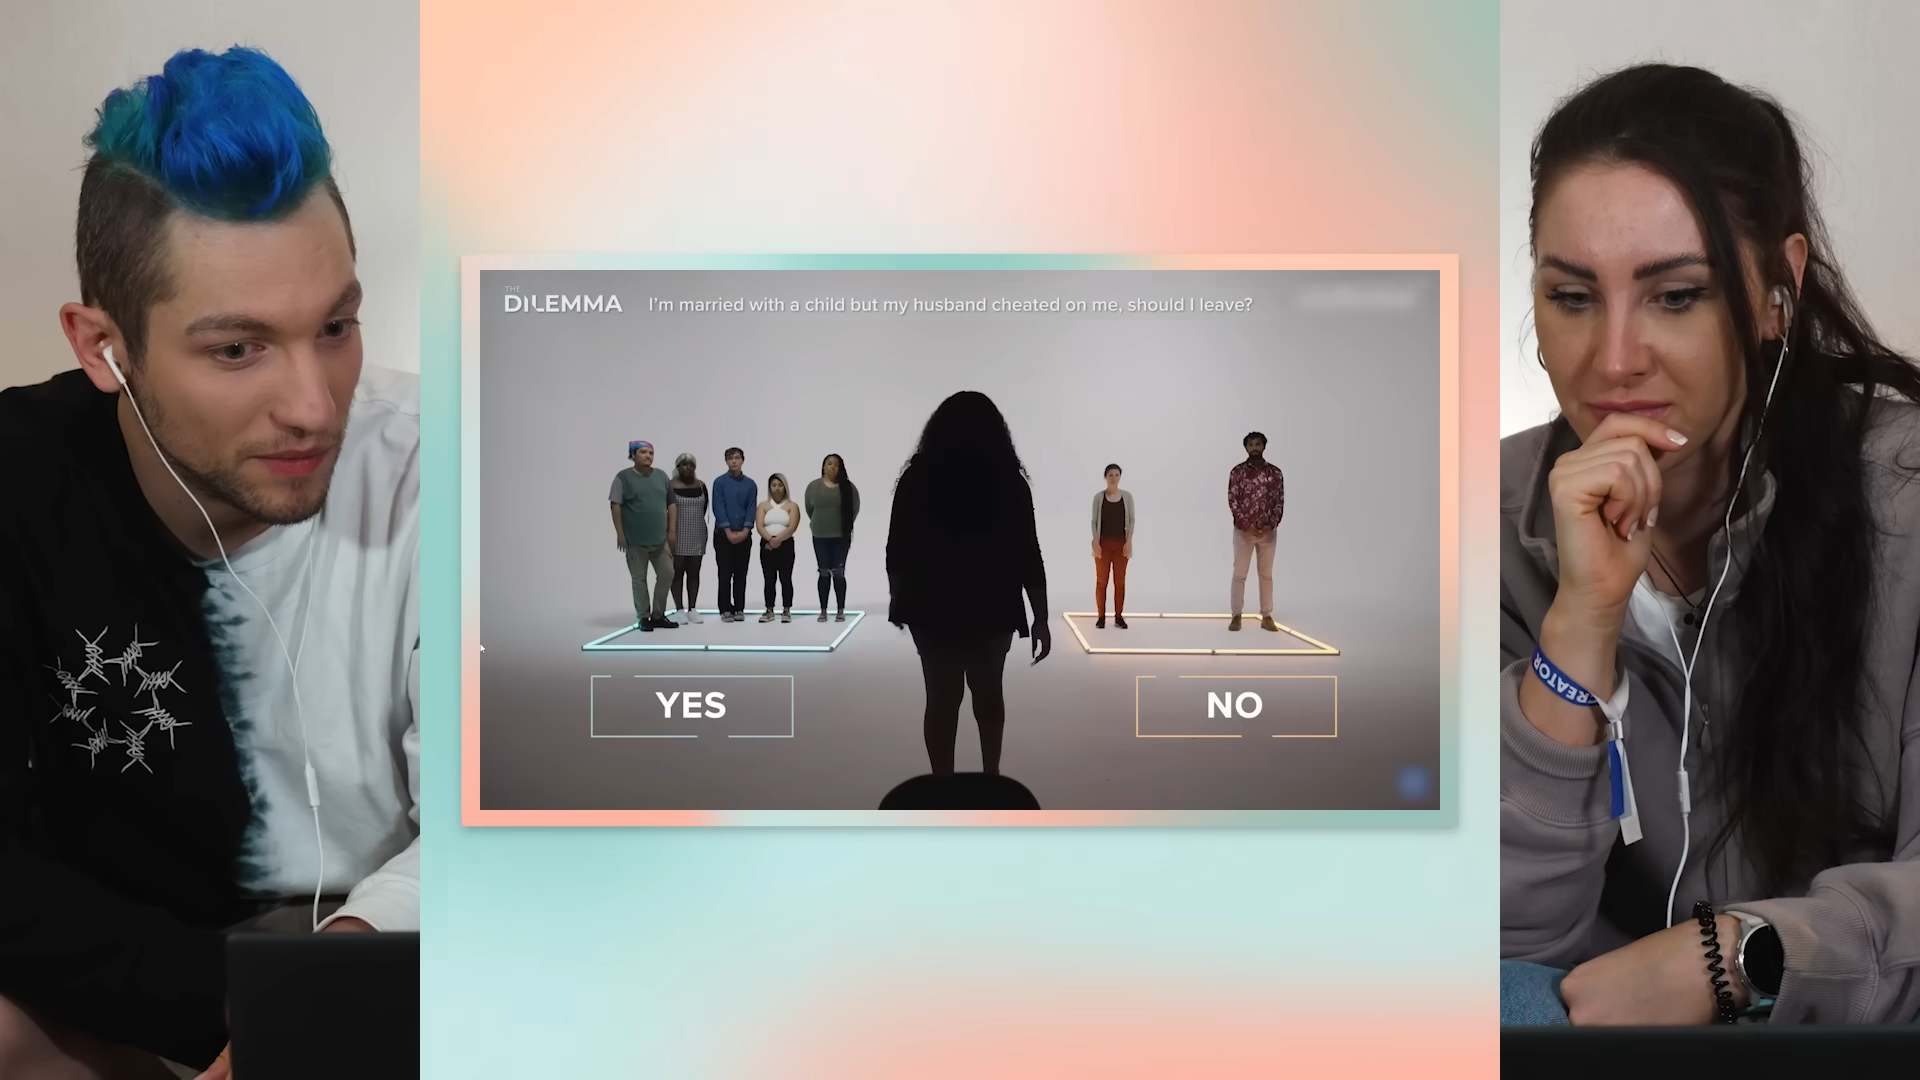 THE
DILEMMA
I'm married with a child but my husband cheated on me, should I leave?
YES
NO
CREATOR